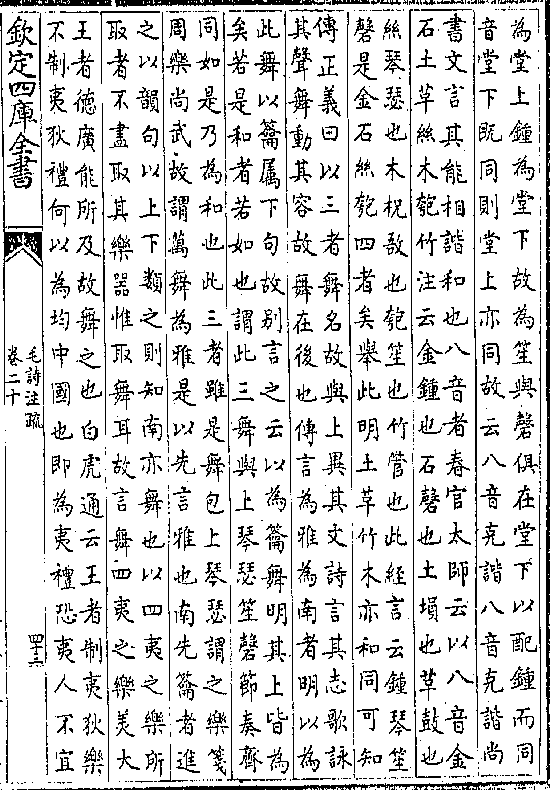 為堂上鍾為堂下故為笙與磬俱在堂下以配鍾而同
音堂下既同則堂上亦同故云八音克諧八音克諧尚
書文言其能相諧和也八音者春官太師云以八音金
石土草絲木匏竹注云金鍾也石磬也土塤也草鼓也
絲琴瑟也木柷敔也匏笙也竹管也此經言云鍾琴笙
磬是金石絲匏四者矣舉此明土草竹木亦和同可知
傳正義曰以三者舞名故與上異其文詩言其志歌詠
其聲舞動其容故舞在後也傳言為雅為南者明以為
此舞以籥属下句故别言之云以為籥舞明其上皆為
矣若是和者若如也謂此三舞與上琴瑟笙磬節奏齊
同如是乃為和也此三者雖是舞包上琴瑟謂之樂箋
周樂尚武故謂萬舞為雅是以先言雅也南先籥者進
之以韻句以上下類之則知南亦舞也以四夷之樂所
取者不盡取其樂器惟取舞耳故言舞四夷之樂美大
王者德廣能所及故舞之也白虎通云王者制夷狄樂
不制夷狄禮何以為均中國也即為夷禮恐夷人不宜
欽定四庫全書
毛詩注疏
卷二十
四十三